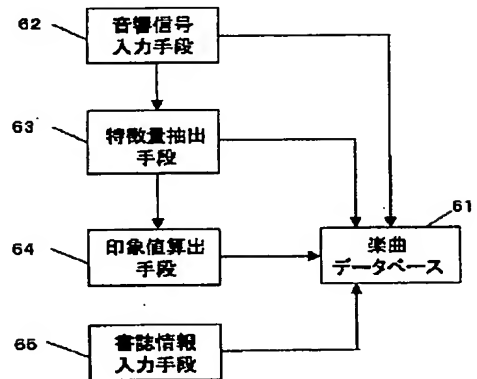 62
音響信号
入力手段
63
特徴量抽出
手段
61
64
印象値算出
手段
楽曲
データベース
65
書誌情報
入力手段